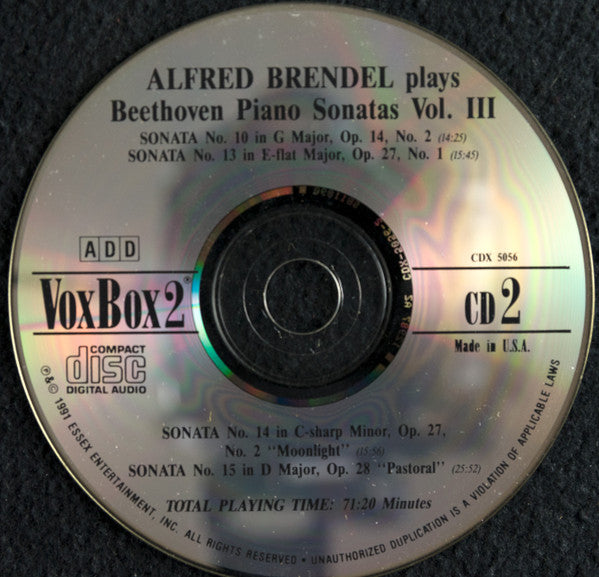 ALFRED BRENDEL plays
Beethoven Piano Sonatas Vol. III
SONATA No. 10 in G Major, Op. 14, No. 2 (14:25)
SONATA No. 13 in E-flat Major, Op. 27, No. 1 (15:45)
ADD
CDX 5056
VOXBOX2®
CD 2
COMPACT
disc
DIGITAL AUDIO
Made in U.S.A.
SONATA No. 14 in C-sharp Minor, Op. 27,
No. 2 "Moonlight" (15:56)
SONATA No. 15 in D Major, Op. 28 "Pastoral" (25:52)
TOTAL PLAYING TIME: 71:20 Minutes
℗ & © 1991 ESSEX ENTERTAINMENT, INC. ALL RIGHTS RESERVED • UNAUTHORIZED DUPLICATION IS A VIOLATION OF APPLICABLE LAWS